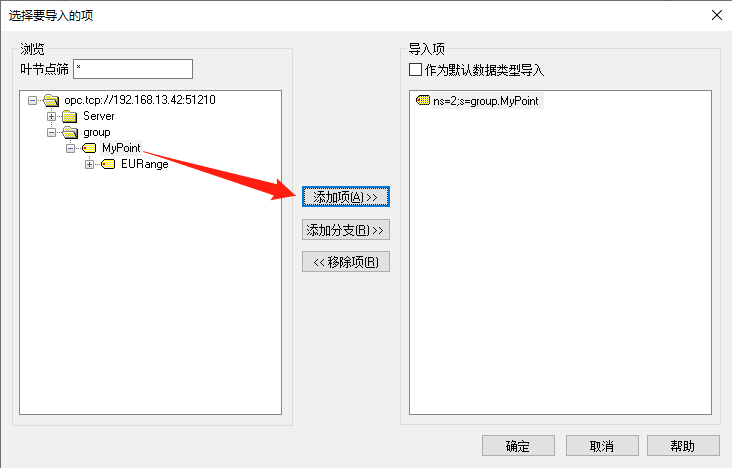 选择要导入的项
浏览
叶节点筛 *
opc.tcp://192.168.13.42:51210
Server
group
MyPoint
EURange
添加项(A) >>
添加分支(R) >>
<< 移除项(R)
导入项
作为默认数据类型导入
ns=2;s=group.MyPoint
确定
取消
帮助